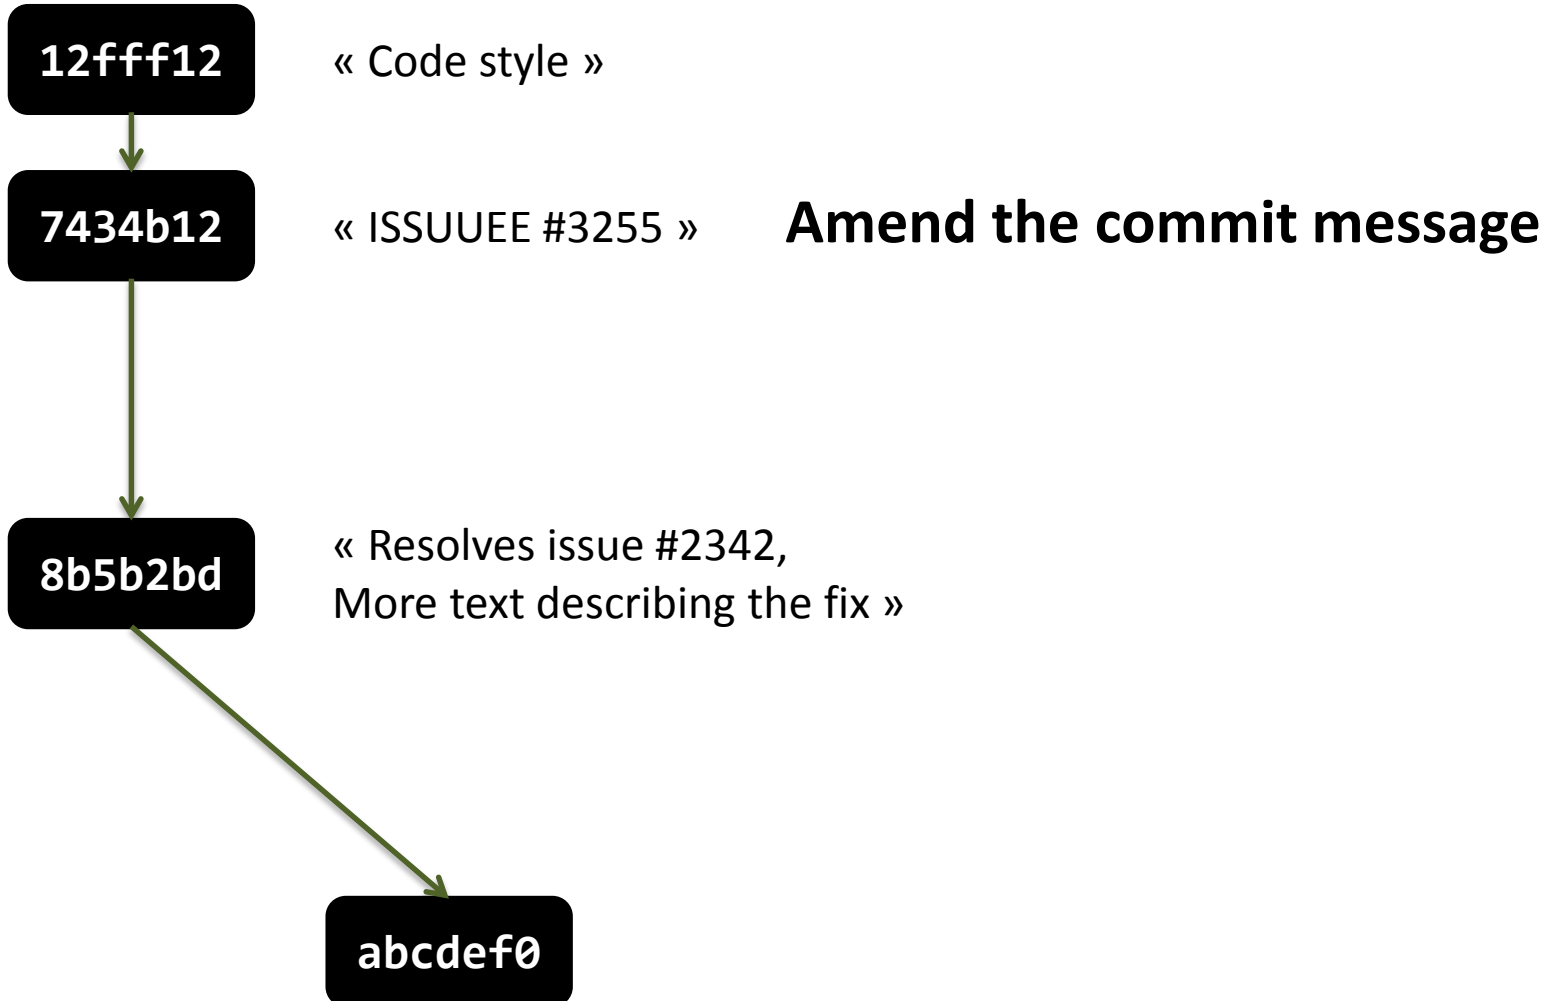 12fff12
« Code style »
7434b12
« ISSUUEE #3255 »
Amend the commit message
8b5b2bd
« Resolves issue #2342,
More text describing the fix »
abcdef0